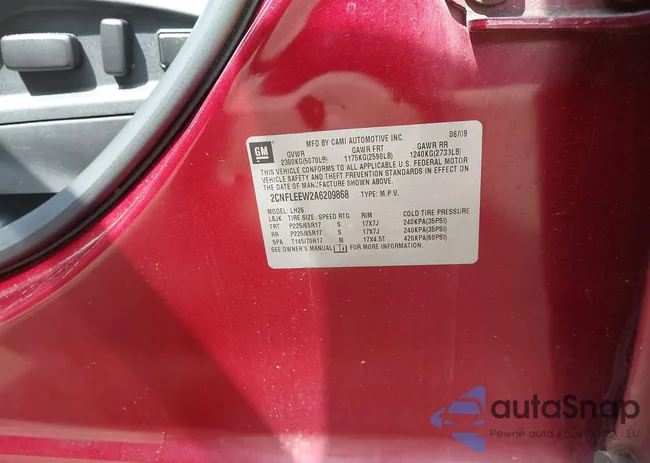 GM
MFD BY CAMI AUTOMOTIVE INC. 06/09
GVWR GAWR FRT GAWR RR
2300KG(5070LB) 1175KG(2590LB) 1240KG(2733LB)
THIS VEHICLE CONFORMS TO ALL APPLICABLE U.S. FEDERAL MOTOR
VEHICLE SAFETY AND THEFT PREVENTION STANDARDS IN EFFECT ON
THE DATE OF MANUFACTURE SHOWN ABOVE.
2CNFLEEW2A6209868 TYPE: M.P.V.
MODEL: LH26
LBJK TIRE SIZE SPEED RTG RIM COLD TIRE PRESSURE
FRT P225/65R17 S 17X7J 240KPA(35PSI)
RR P225/65R17 S 17X7J 240KPA(35PSI)
SPA T145/70R17 M 17X4.5T 420KPA(60PSI)
SEE OWNER'S MANUAL FOR MORE INFORMATION.
autaSnap
Pewne auta z
EU